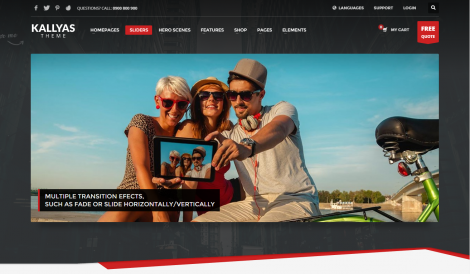 QUESTIONS? CALL: 0900 800 900
LANGUAGES SUPPORT LOGIN
KALLYAS
THEME
HOMEPAGES SLIDERS HERO SCENES FEATURES SHOP PAGES ELEMENTS
MY CART
FREE
QUOTE
MULTIPLE TRANSITION EFECTS,
SUCH AS FADE OR SLIDE HORIZONTALLY/VERTICALLY